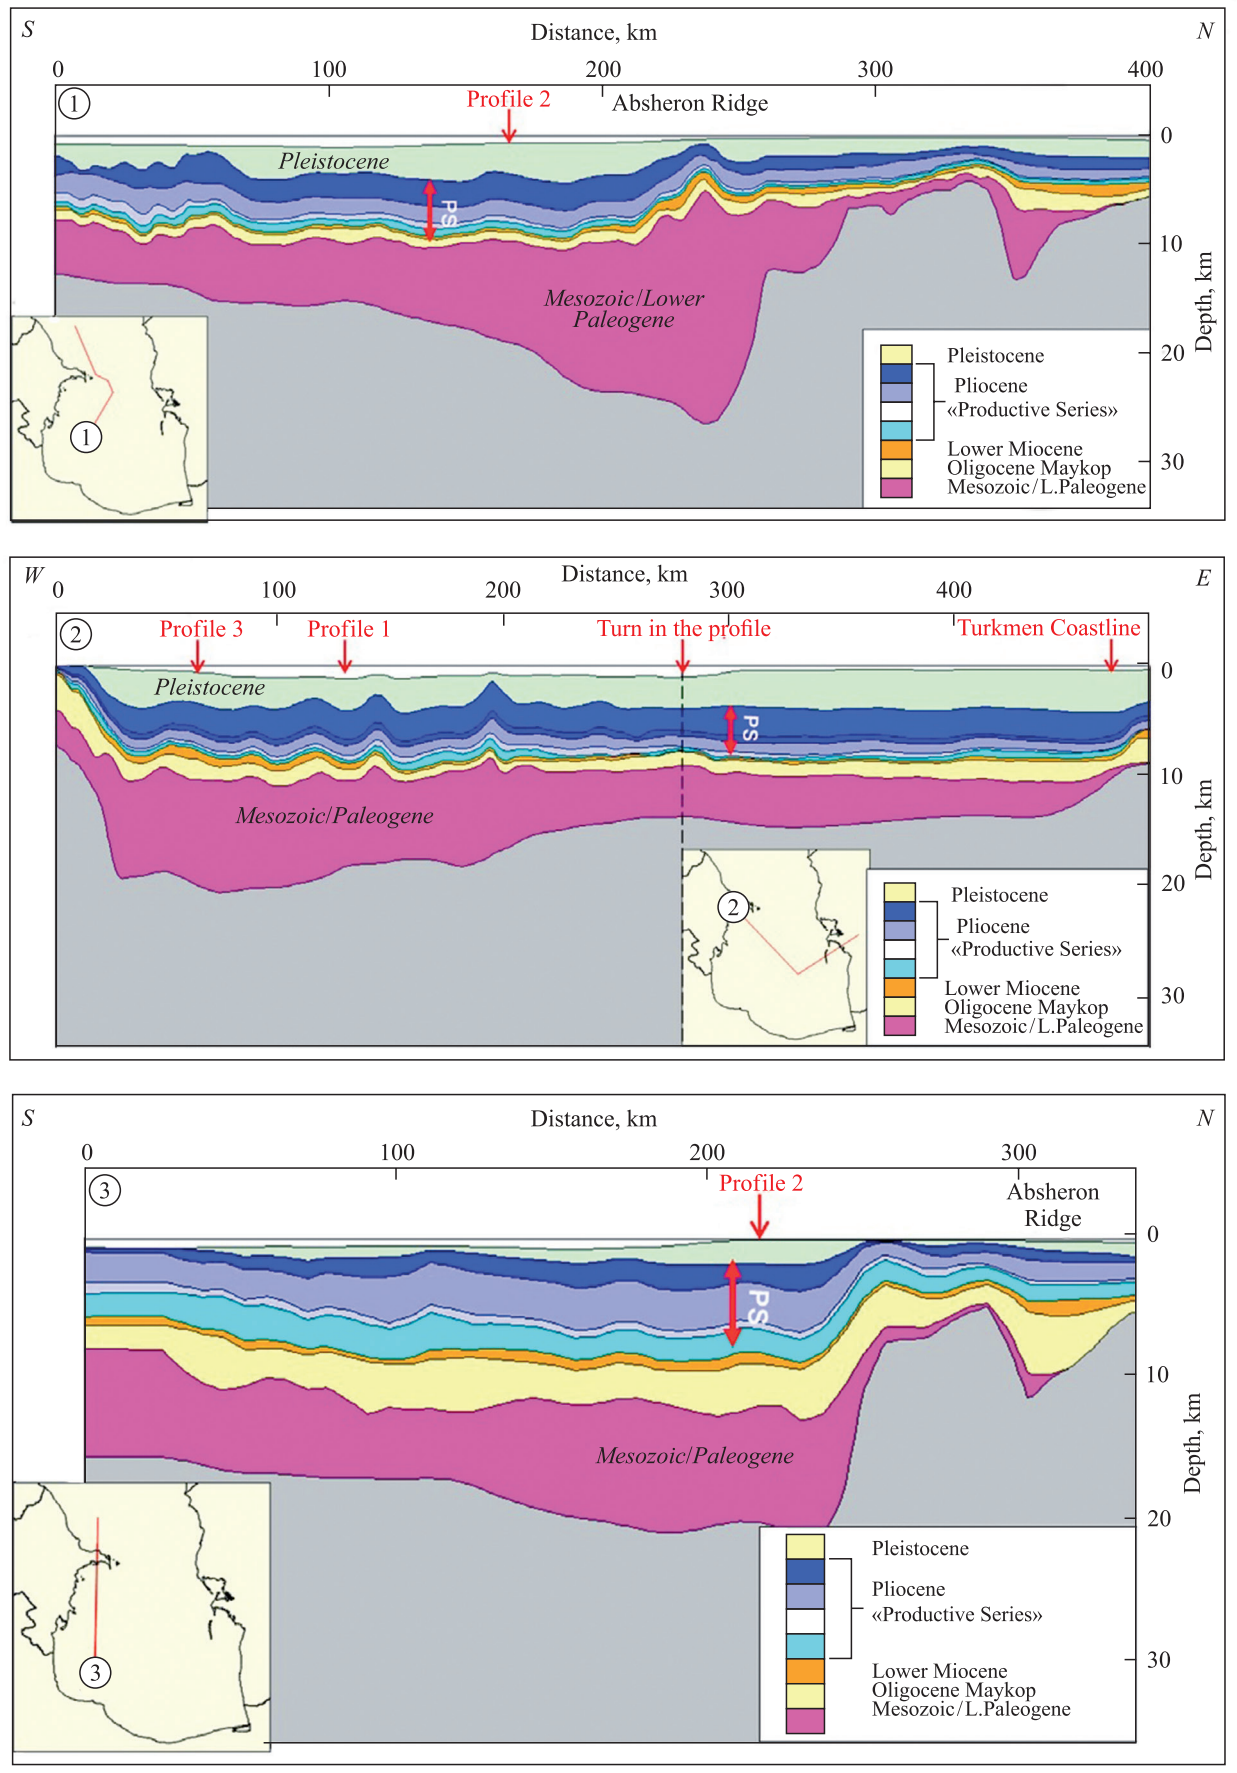 S
Distance, km
N
0
100
200
300
400
1
Profile 2
Absheron Ridge
0
Pleistocene
PS
10
Mesozoic/Lower
Paleogene
Depth, km
20
Pleistocene
Pliocene
«Productive Series»
Lower Miocene
Oligocene Maykop
Mesozoic/L.Paleogene
30
1
W
Distance, km
E
0
100
200
300
400
2
Profile 3
Profile 1
Turn in the profile
Turkmen Coastline
0
Pleistocene
PS
10
Mesozoic/Paleogene
Depth, km
20
2
Pleistocene
Pliocene
«Productive Series»
Lower Miocene
Oligocene Maykop
Mesozoic/L.Paleogene
30
S
Distance, km
N
0
100
200
300
3
Profile 2
Absheron
Ridge
0
PS
10
Mesozoic/Paleogene
Depth, km
20
Pleistocene
Pliocene
«Productive Series»
Lower Miocene
Oligocene Maykop
Mesozoic/L.Paleogene
30
3